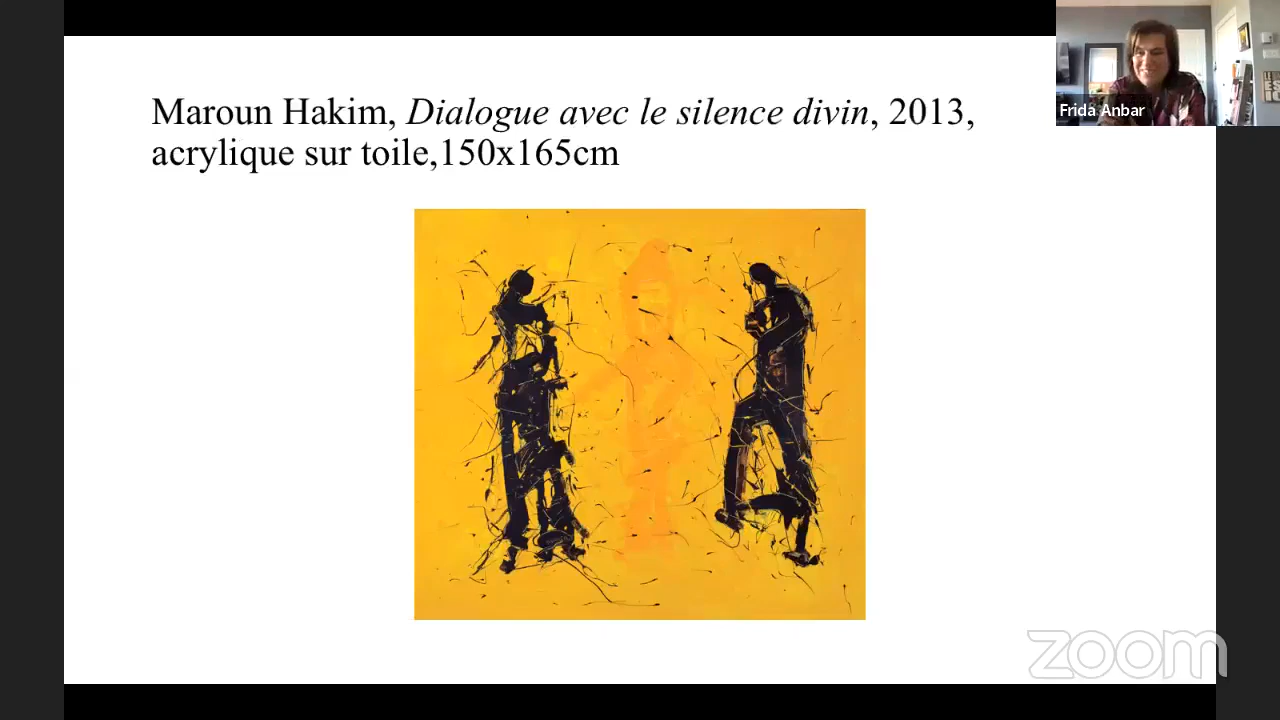 Maroun Hakim, Dialogue avec le silence divin, 2013,
acrylique sur toile,150x165cm
Frida Anbar
zoom